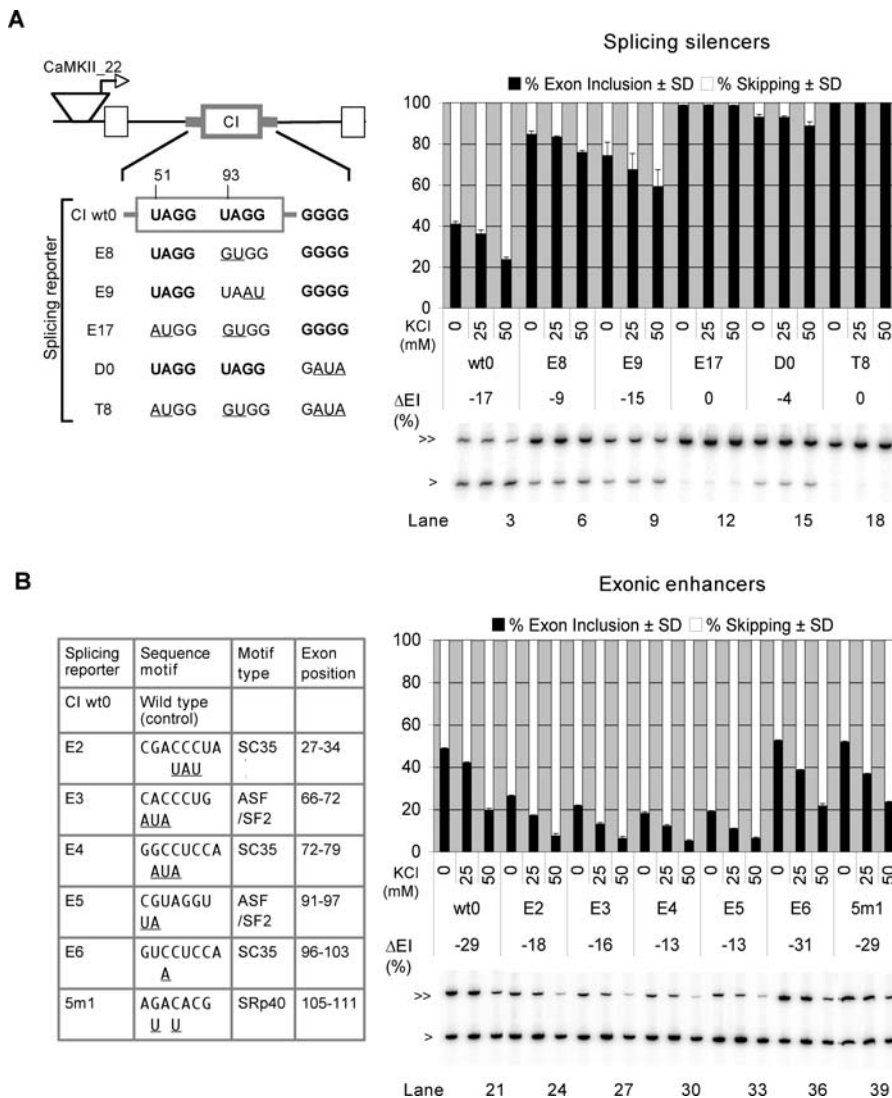 A
CaMKII_22
CI
51 93
Splicing reporter
CI wt0 UAGG UAGG GGGG
E8 UAGG GUGG GGGG
E9 UAGG UAAU GGGG
E17 AUGG GUGG GGGG
D0 UAGG UAGG GAUA
T8 AUGG GUGG GAUA
Splicing silencers
% Exon Inclusion ± SD % Skipping ± SD
100
80
60
40
20
0
KCl (mM) 0 25 50 0 25 50 0 25 50 0 25 50 0 25 50 0 25 50
wt0 E8 E9 E17 D0 T8
ΔEI (%) -17 -9 -15 0 -4 0
>>
>
Lane 3 6 9 12 15 18
B
Splicing reporter Sequence motif Motif type Exon position
CI wt0 Wild type (control)
E2 CGACCCUA SC35 27-34
UAU
E3 CACCCUG ASF /SF2 66-72
AUA
E4 GGCCUCCA SC35 72-79
AUA
E5 CGUAGGU ASF /SF2 91-97
UA
E6 GUCCUCCA SC35 96-103
A
5m1 AGACACG SRp40 105-111
U U
Exonic enhancers
% Exon Inclusion ± SD % Skipping ± SD
100
80
60
40
20
0
KCl (mM) 0 25 50 0 25 50 0 25 50 0 25 50 0 25 50 0 25 50 0 25 50
wt0 E2 E3 E4 E5 E6 5m1
ΔEI (%) -29 -18 -16 -13 -13 -31 -29
>>
>
Lane 21 24 27 30 33 36 39